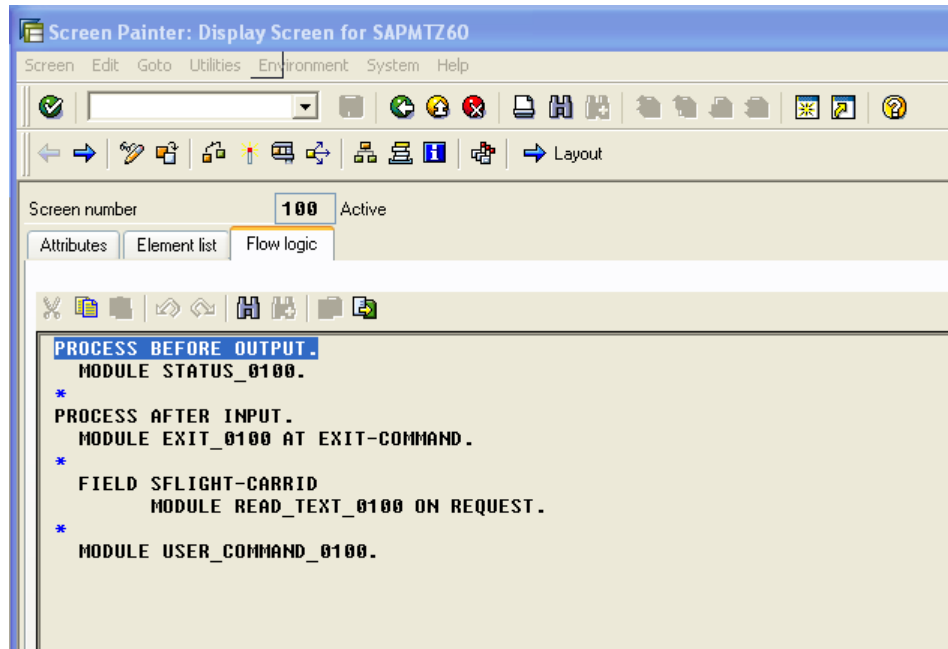 Screen Painter: Display Screen for SAPMTZ60
Screen Edit Goto Utilities Environment System Help
Layout
Screen number 100 Active
Attributes Element list Flow logic
PROCESS BEFORE OUTPUT.
MODULE STATUS_0100.
*
PROCESS AFTER INPUT.
MODULE EXIT_0100 AT EXIT-COMMAND.
*
FIELD SFLIGHT-CARRID
MODULE READ_TEXT_0100 ON REQUEST.
*
MODULE USER_COMMAND_0100.